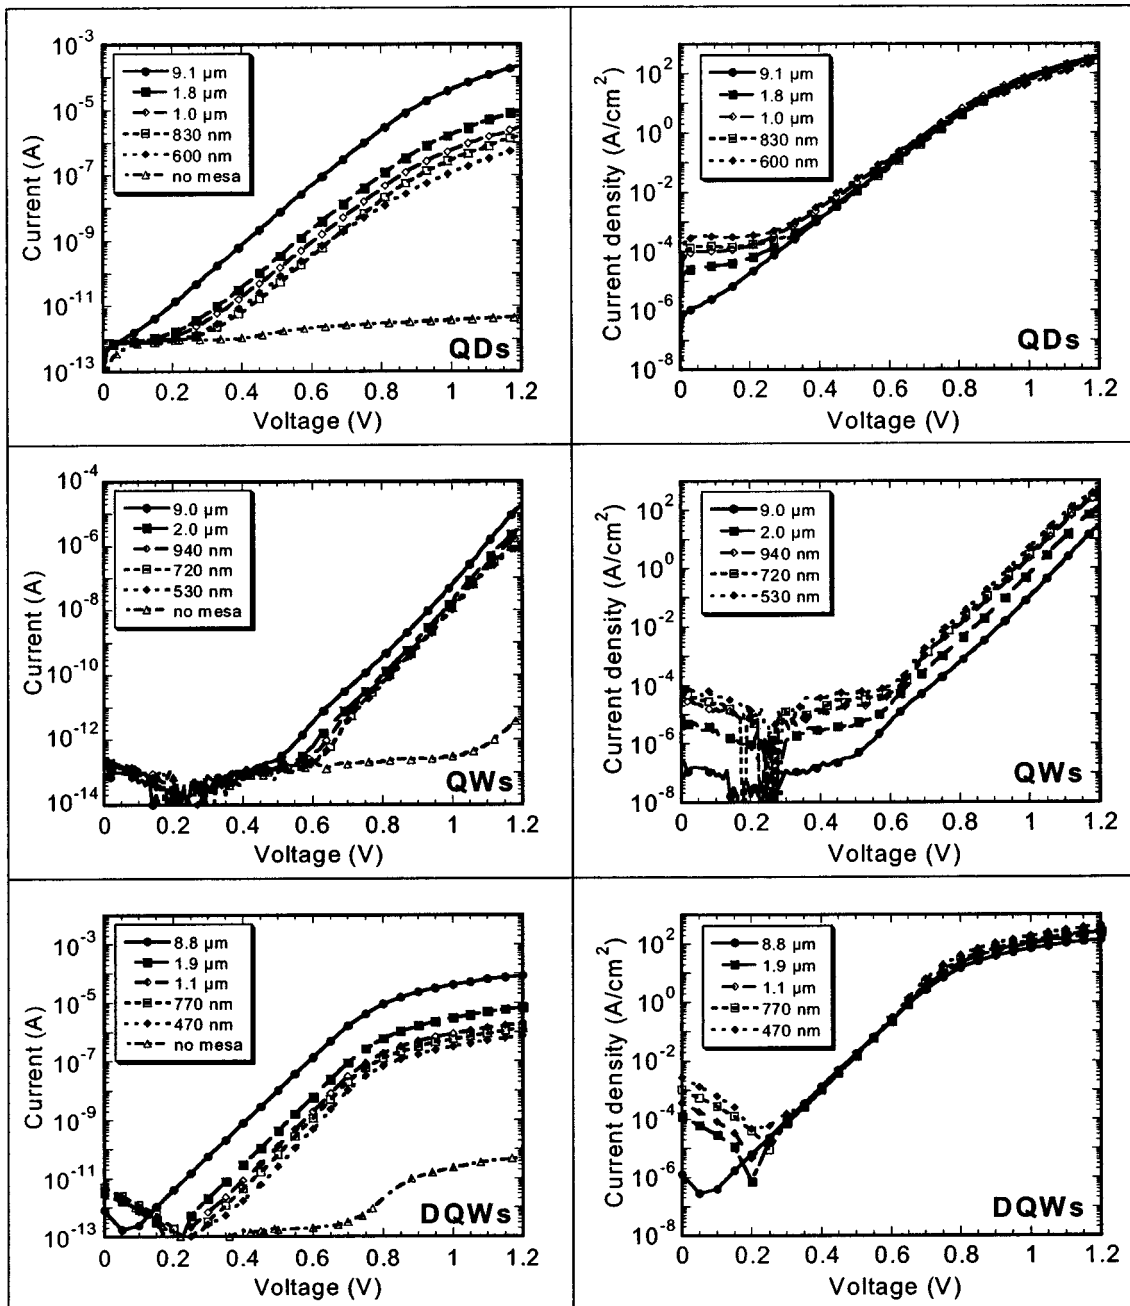 10^-3
10^-5
10^-7
10^-9
10^-11
10^-13
Current (A)
9.1 µm
1.8 µm
1.0 µm
830 nm
600 nm
no mesa
QDs
0 0.2 0.4 0.6 0.8 1 1.2
Voltage (V)
10^2
10^0
10^-2
10^-4
10^-6
10^-8
Current density (A/cm^2)
9.1 µm
1.8 µm
1.0 µm
830 nm
600 nm
QDs
0 0.2 0.4 0.6 0.8 1 1.2
Voltage (V)
10^-4
10^-6
10^-8
10^-10
10^-12
10^-14
Current (A)
9.0 µm
2.0 µm
940 nm
720 nm
530 nm
no mesa
QWs
0 0.2 0.4 0.6 0.8 1 1.2
Voltage (V)
10^2
10^0
10^-2
10^-4
10^-6
10^-8
Current density (A/cm^2)
9.0 µm
2.0 µm
940 nm
720 nm
530 nm
QWs
0 0.2 0.4 0.6 0.8 1 1.2
Voltage (V)
10^-3
10^-5
10^-7
10^-9
10^-11
10^-13
Current (A)
8.8 µm
1.9 µm
1.1 µm
770 nm
470 nm
no mesa
DQWs
0 0.2 0.4 0.6 0.8 1 1.2
Voltage (V)
10^2
10^0
10^-2
10^-4
10^-6
10^-8
Current density (A/cm^2)
8.8 µm
1.9 µm
1.1 µm
770 nm
470 nm
DQWs
0 0.2 0.4 0.6 0.8 1 1.2
Voltage (V)